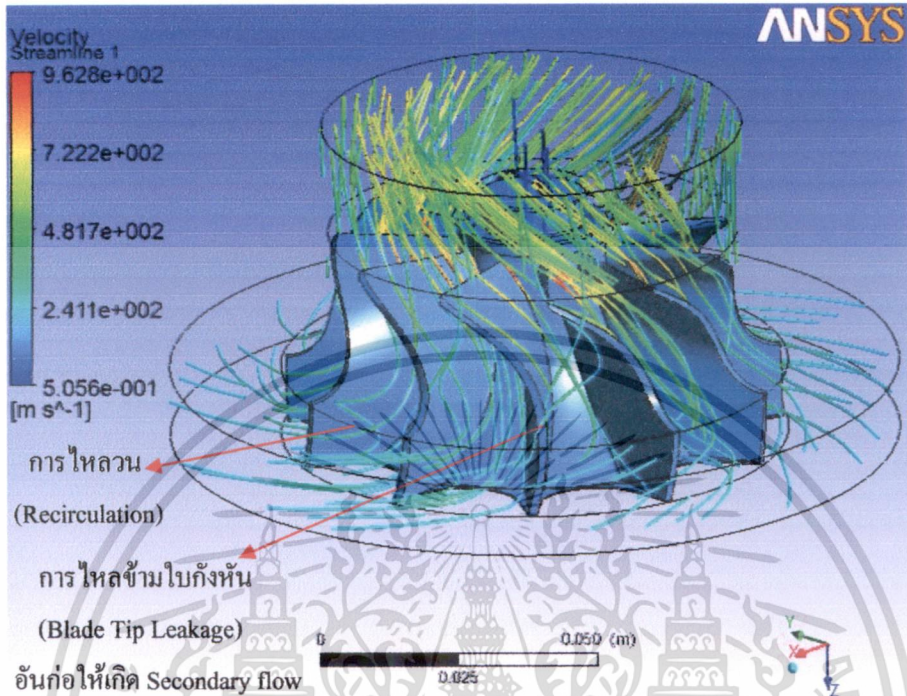 ANSYS
Velocity
Streamline 1
9.628e+002
7.222e+002
4.817e+002
2.411e+002
5.056e-001
[m s^-1]
การไหลวน
(Recirculation)
การไหลข้ามใบกังหัน
(Blade Tip Leakage)
อันก่อให้เกิด Secondary flow
0 0.050 (m)
0.025
Y
X
Z